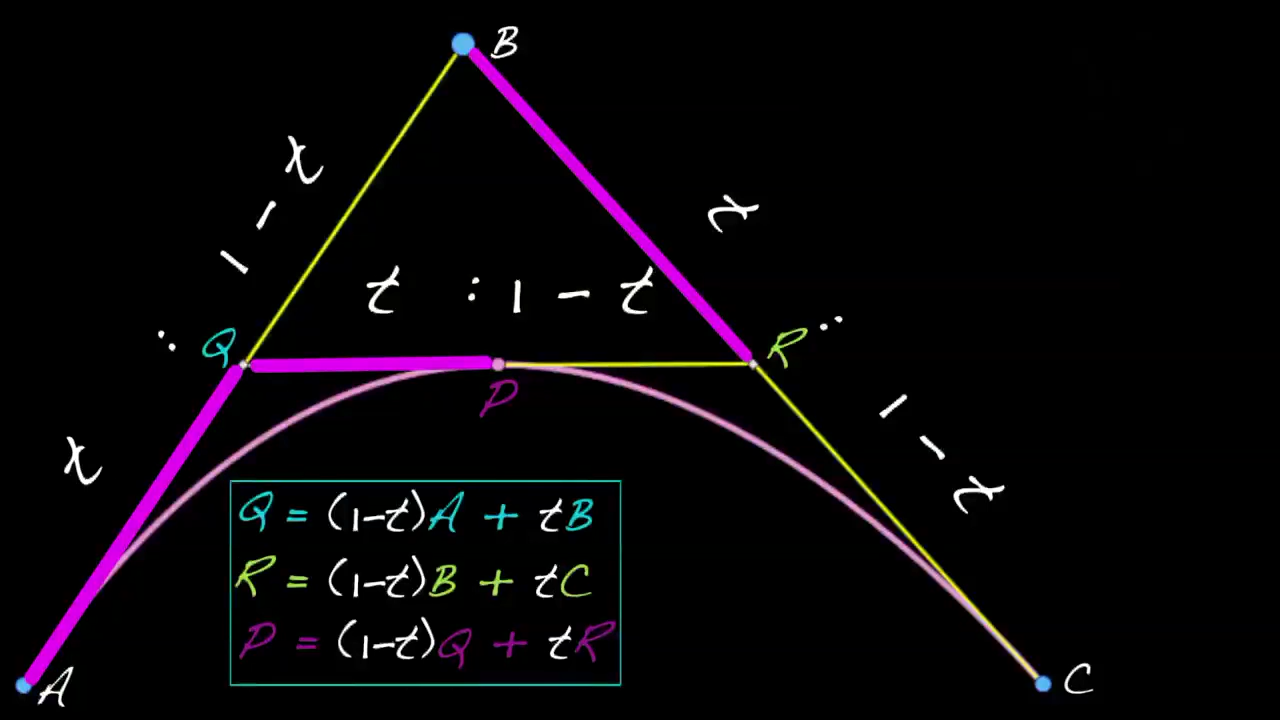 B
1 - t
t
t : 1 - t
:
Q
R
:
P
t
1 - t
Q = (1-t)A + tB
R = (1-t)B + tC
P = (1-t)Q + tR
A
C